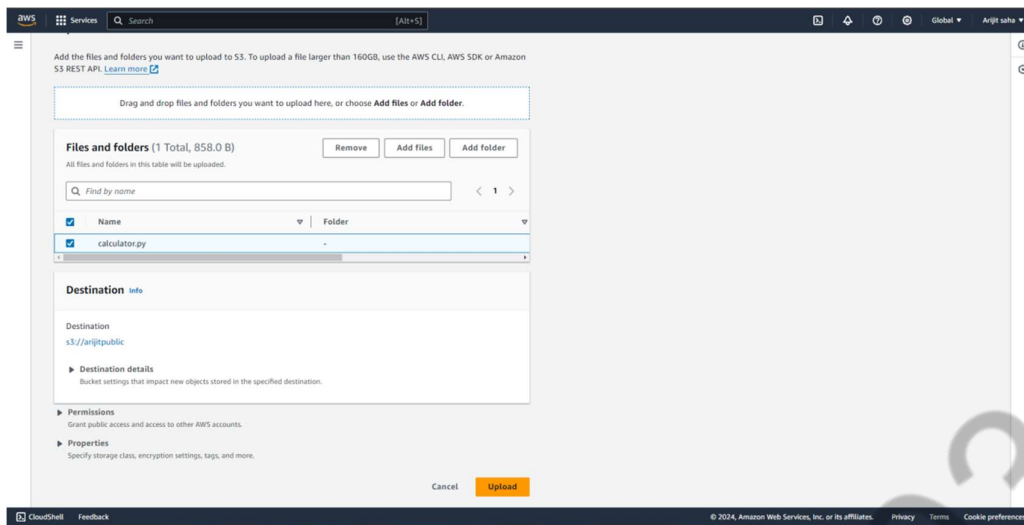 aws Services Search [Alt+S] Global Arijit saha
Add the files and folders you want to upload to S3. To upload a file larger than 160GB, use the AWS CLI, AWS SDK or Amazon
S3 REST API. Learn more
Drag and drop files and folders you want to upload here, or choose Add files or Add folder.
Files and folders (1 Total, 858.0 B) Remove Add files Add folder
All files and folders in this table will be uploaded.
Find by name 1
Name Folder
calculator.py -
Destination Info
Destination
s3://arijitpublic
Destination details
Bucket settings that impact new objects stored in the specified destination.
Permissions
Grant public access and access to other AWS accounts.
Properties
Specify storage class, encryption settings, tags, and more.
Cancel Upload
CloudShell Feedback © 2024, Amazon Web Services, Inc. or its affiliates. Privacy Terms Cookie preferences